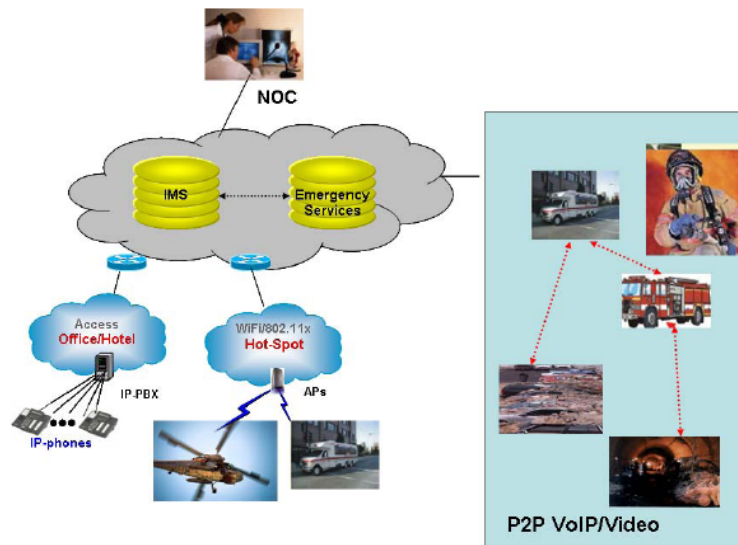 NOC
IMS
Emergency
Services
Access
Office/Hotel
WiFi/802.11x
Hot-Spot
IP-PBX
APs
IP-phones
P2P VoIP/Video